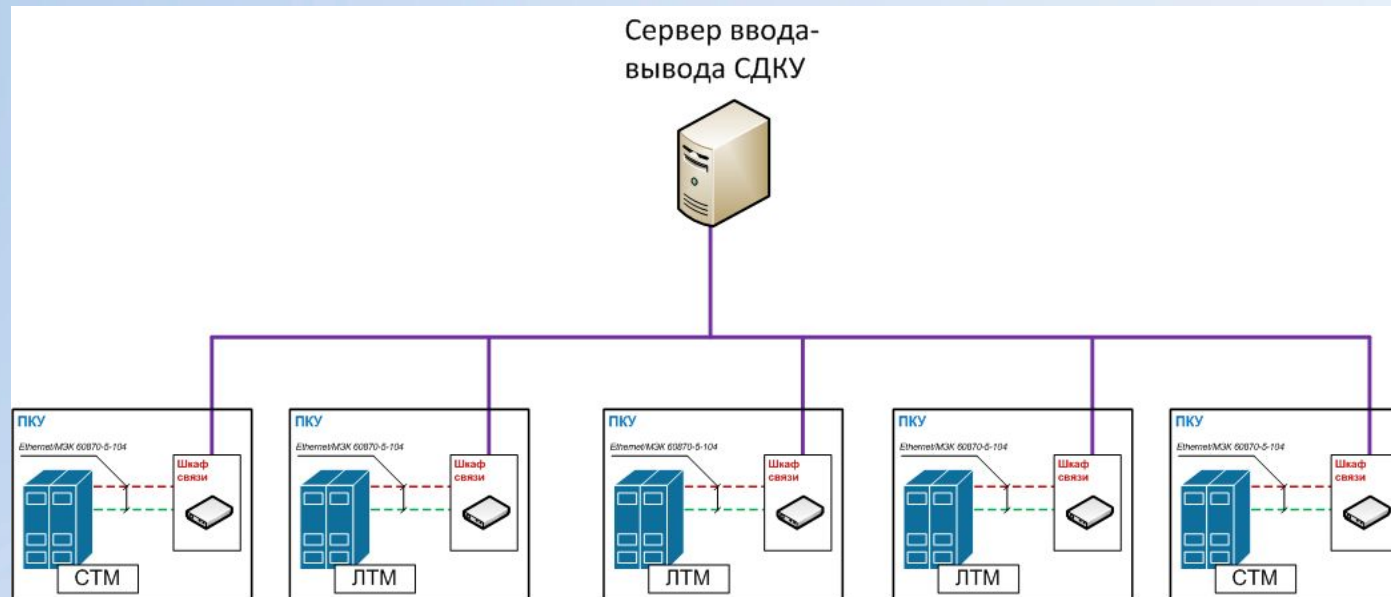 Сервер ввода-
вывода СДКУ
ПКУ
Ethernet/МЭК 60870-5-104
Шкаф
связи
СТМ
ПКУ
Ethernet/МЭК 60870-5-104
Шкаф
связи
ЛТМ
ПКУ
Ethernet/МЭК 60870-5-104
Шкаф
связи
ЛТМ
ПКУ
Ethernet/МЭК 60870-5-104
Шкаф
связи
ЛТМ
ПКУ
Ethernet/МЭК 60870-5-104
Шкаф
связи
СТМ